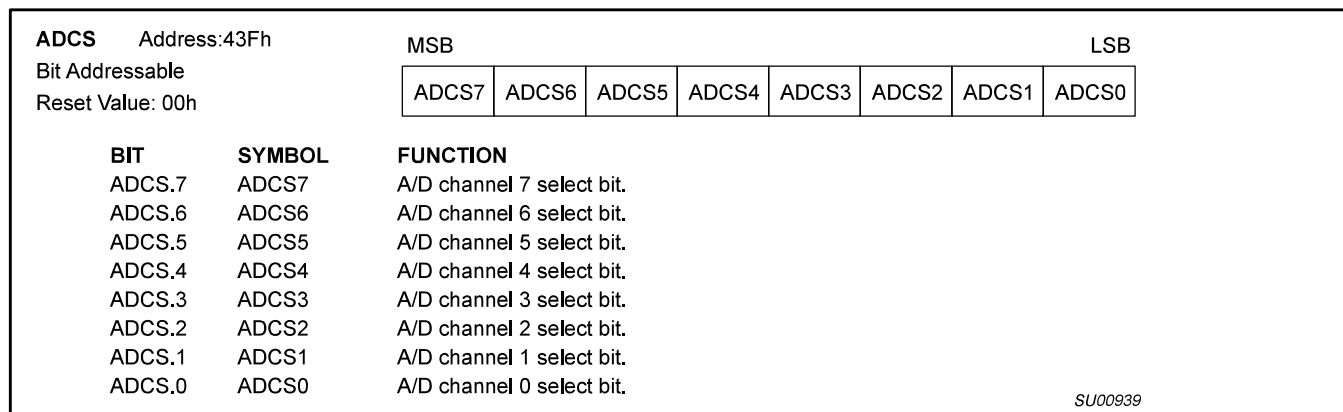 ADCS Address:43Fh
Bit Addressable
Reset Value: 00h
MSB LSB
ADCS7 ADCS6 ADCS5 ADCS4 ADCS3 ADCS2 ADCS1 ADCS0
BIT SYMBOL FUNCTION
ADCS.7 ADCS7 A/D channel 7 select bit.
ADCS.6 ADCS6 A/D channel 6 select bit.
ADCS.5 ADCS5 A/D channel 5 select bit.
ADCS.4 ADCS4 A/D channel 4 select bit.
ADCS.3 ADCS3 A/D channel 3 select bit.
ADCS.2 ADCS2 A/D channel 2 select bit.
ADCS.1 ADCS1 A/D channel 1 select bit.
ADCS.0 ADCS0 A/D channel 0 select bit.
SU00939